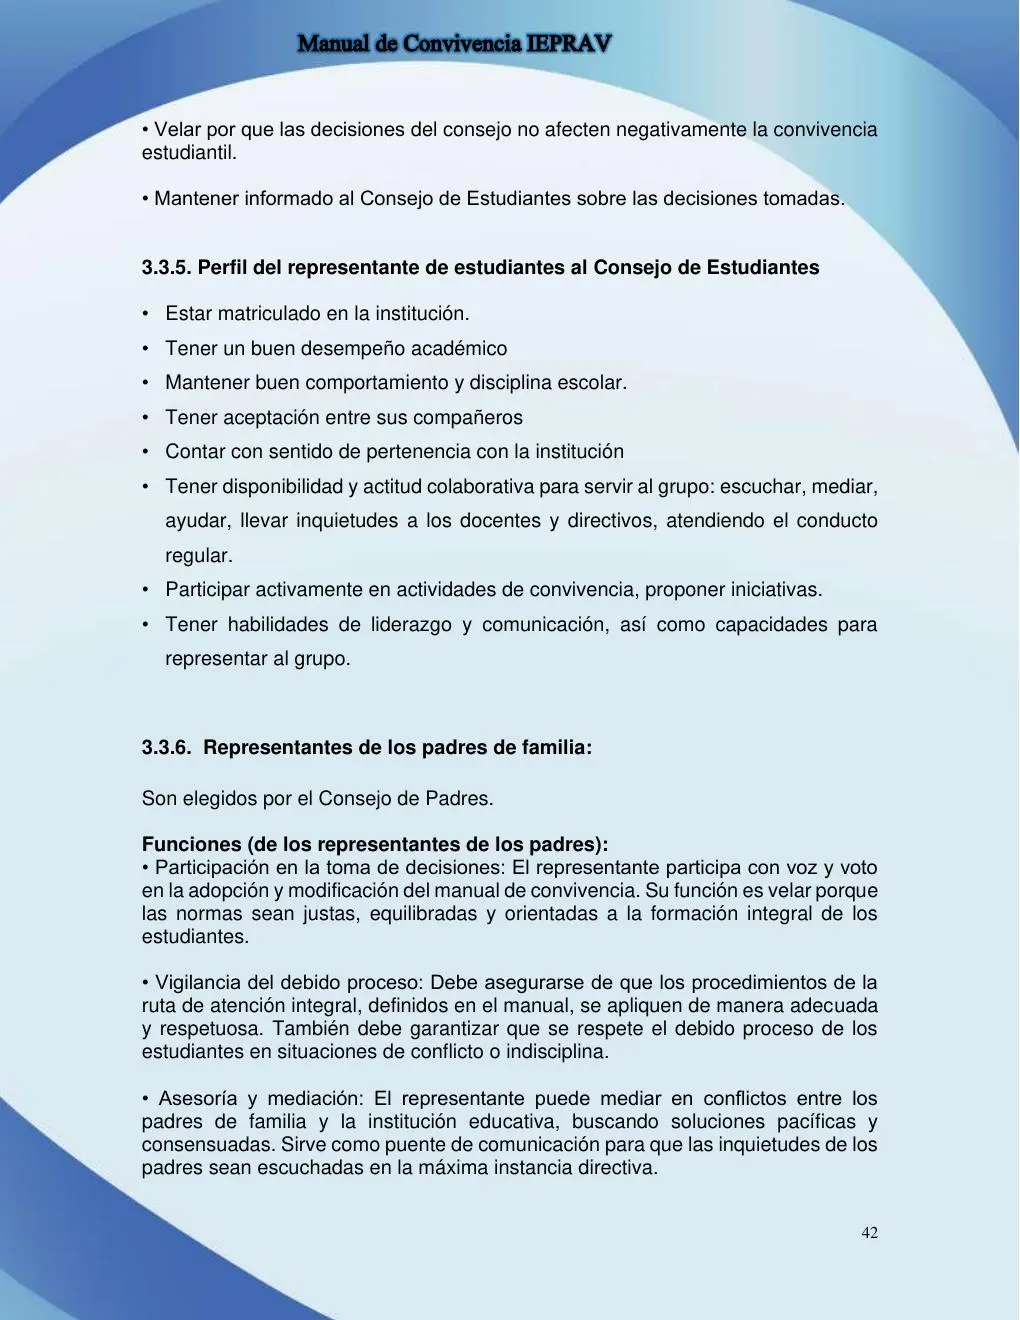 Manual de Convivencia IEPRAV
• Velar por que las decisiones del consejo no afecten negativamente la convivencia
estudiantil.
• Mantener informado al Consejo de Estudiantes sobre las decisiones tomadas.
3.3.5. Perfil del representante de estudiantes al Consejo de Estudiantes
• Estar matriculado en la institución.
• Tener un buen desempeño académico
• Mantener buen comportamiento y disciplina escolar.
• Tener aceptación entre sus compañeros
• Contar con sentido de pertenencia con la institución
• Tener disponibilidad y actitud colaborativa para servir al grupo: escuchar, mediar,
ayudar, llevar inquietudes a los docentes y directivos, atendiendo el conducto
regular.
• Participar activamente en actividades de convivencia, proponer iniciativas.
• Tener habilidades de liderazgo y comunicación, así como capacidades para
representar al grupo.
3.3.6. Representantes de los padres de familia:
Son elegidos por el Consejo de Padres.
Funciones (de los representantes de los padres):
• Participación en la toma de decisiones: El representante participa con voz y voto
en la adopción y modificación del manual de convivencia. Su función es velar porque
las normas sean justas, equilibradas y orientadas a la formación integral de los
estudiantes.
• Vigilancia del debido proceso: Debe asegurarse de que los procedimientos de la
ruta de atención integral, definidos en el manual, se apliquen de manera adecuada
y respetuosa. También debe garantizar que se respete el debido proceso de los
estudiantes en situaciones de conflicto o indisciplina.
• Asesoría y mediación: El representante puede mediar en conflictos entre los
padres de familia y la institución educativa, buscando soluciones pacíficas y
consensuadas. Sirve como puente de comunicación para que las inquietudes de los
padres sean escuchadas en la máxima instancia directiva.
42